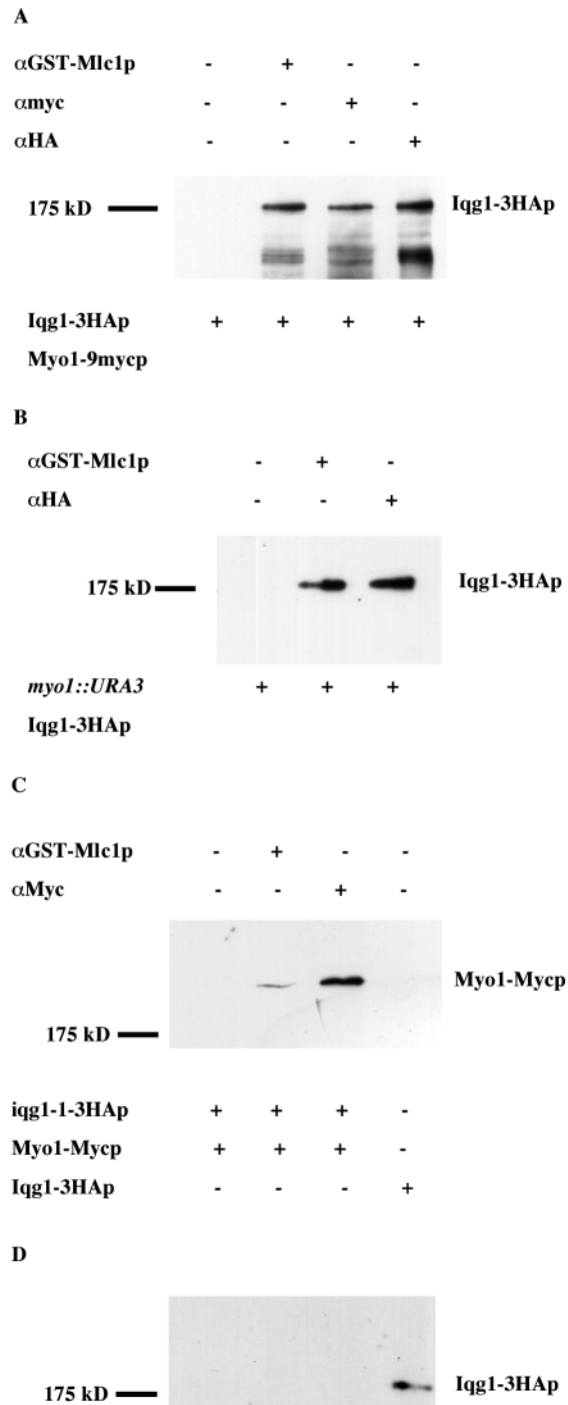 A
αGST-Mlc1p - + - -
αmyc - - + -
αHA - - - +
175 kD Iqg1-3HAp
Iqg1-3HAp + + + +
Myo1-9mycp
B
αGST-Mlc1p - + -
αHA - - +
175 kD Iqg1-3HAp
myo1::URA3 + + +
Iqg1-3HAp
C
αGST-Mlc1p - + - -
αMyc - - + -
Myo1-Mycp
175 kD
iqg1-1-3HAp + + + -
Myo1-Mycp + + + -
Iqg1-3HAp - - - +
D
175 kD Iqg1-3HAp